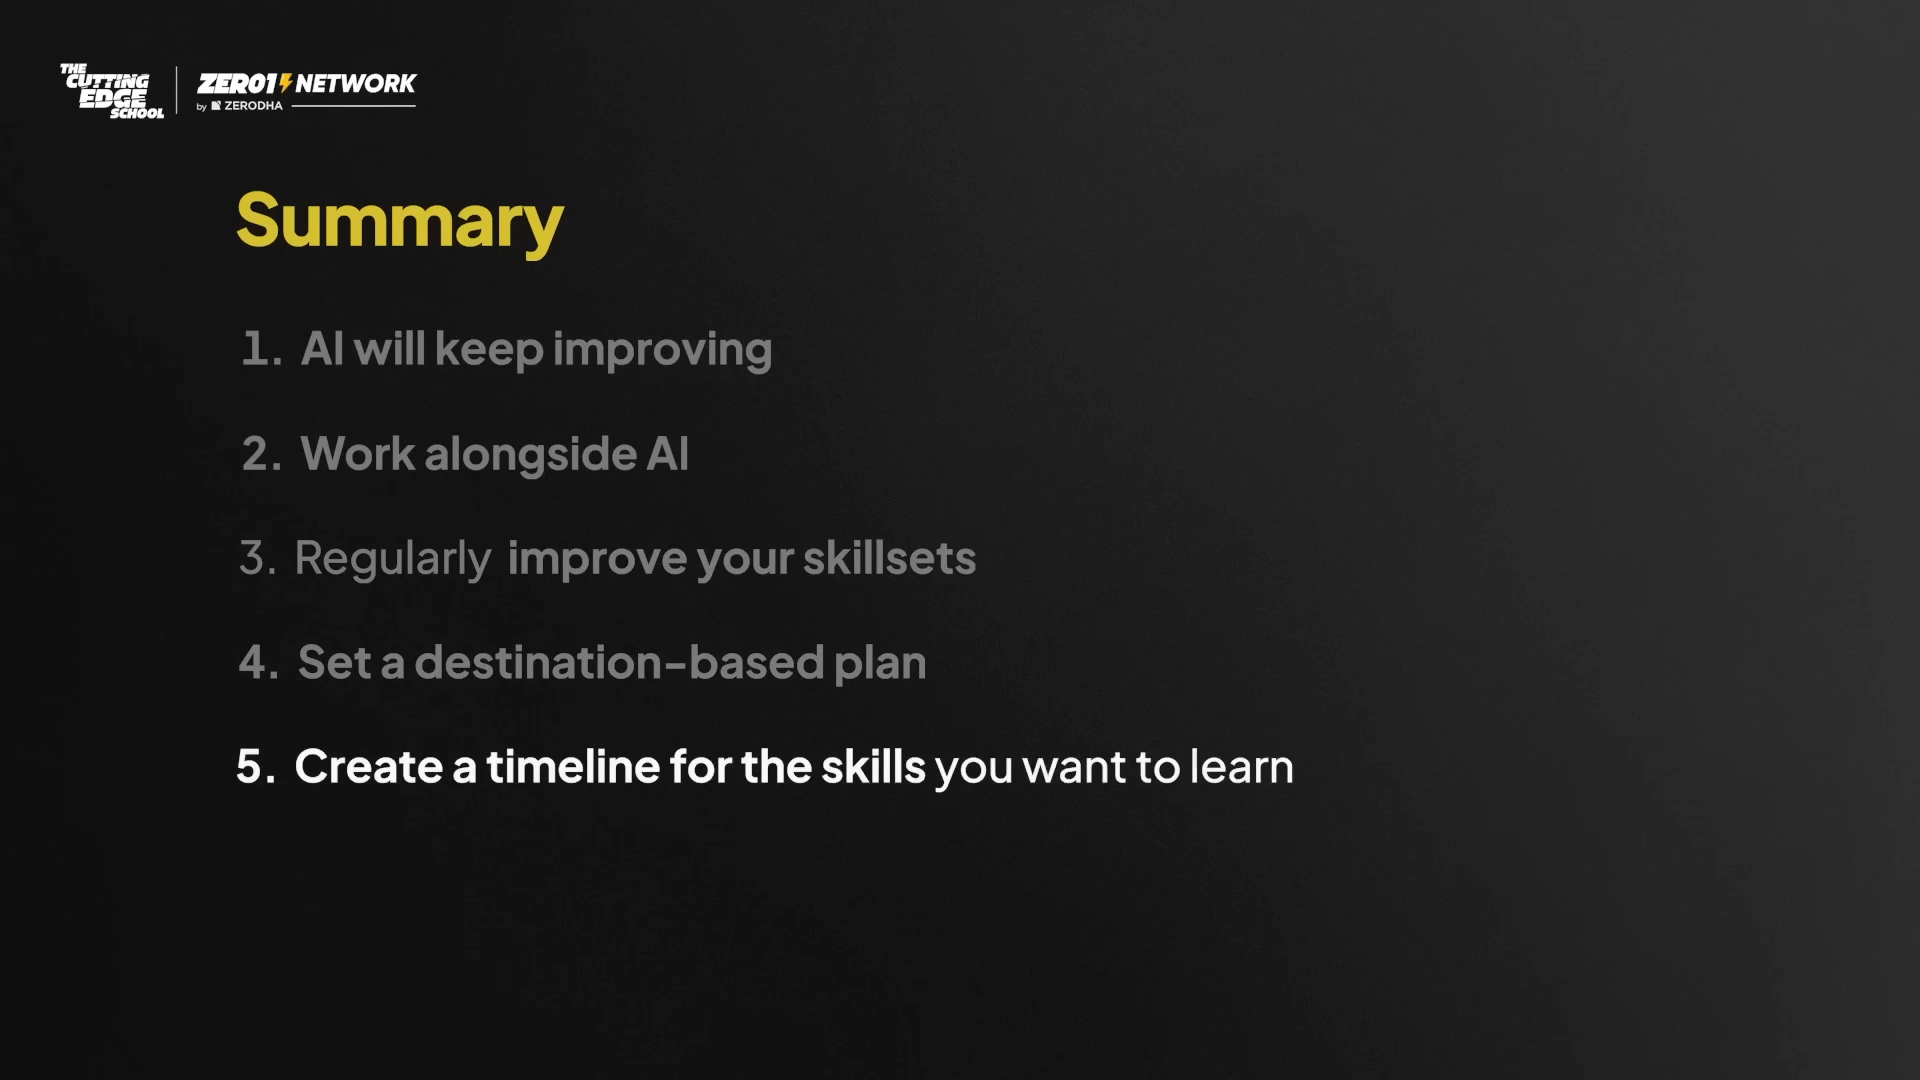 THE
CUTTING
EDGE
SCHOOL
ZERO1 NETWORK
by ZERODHA
Summary
1. AI will keep improving
2. Work alongside AI
3. Regularly improve your skillsets
4. Set a destination-based plan
5. Create a timeline for the skills you want to learn